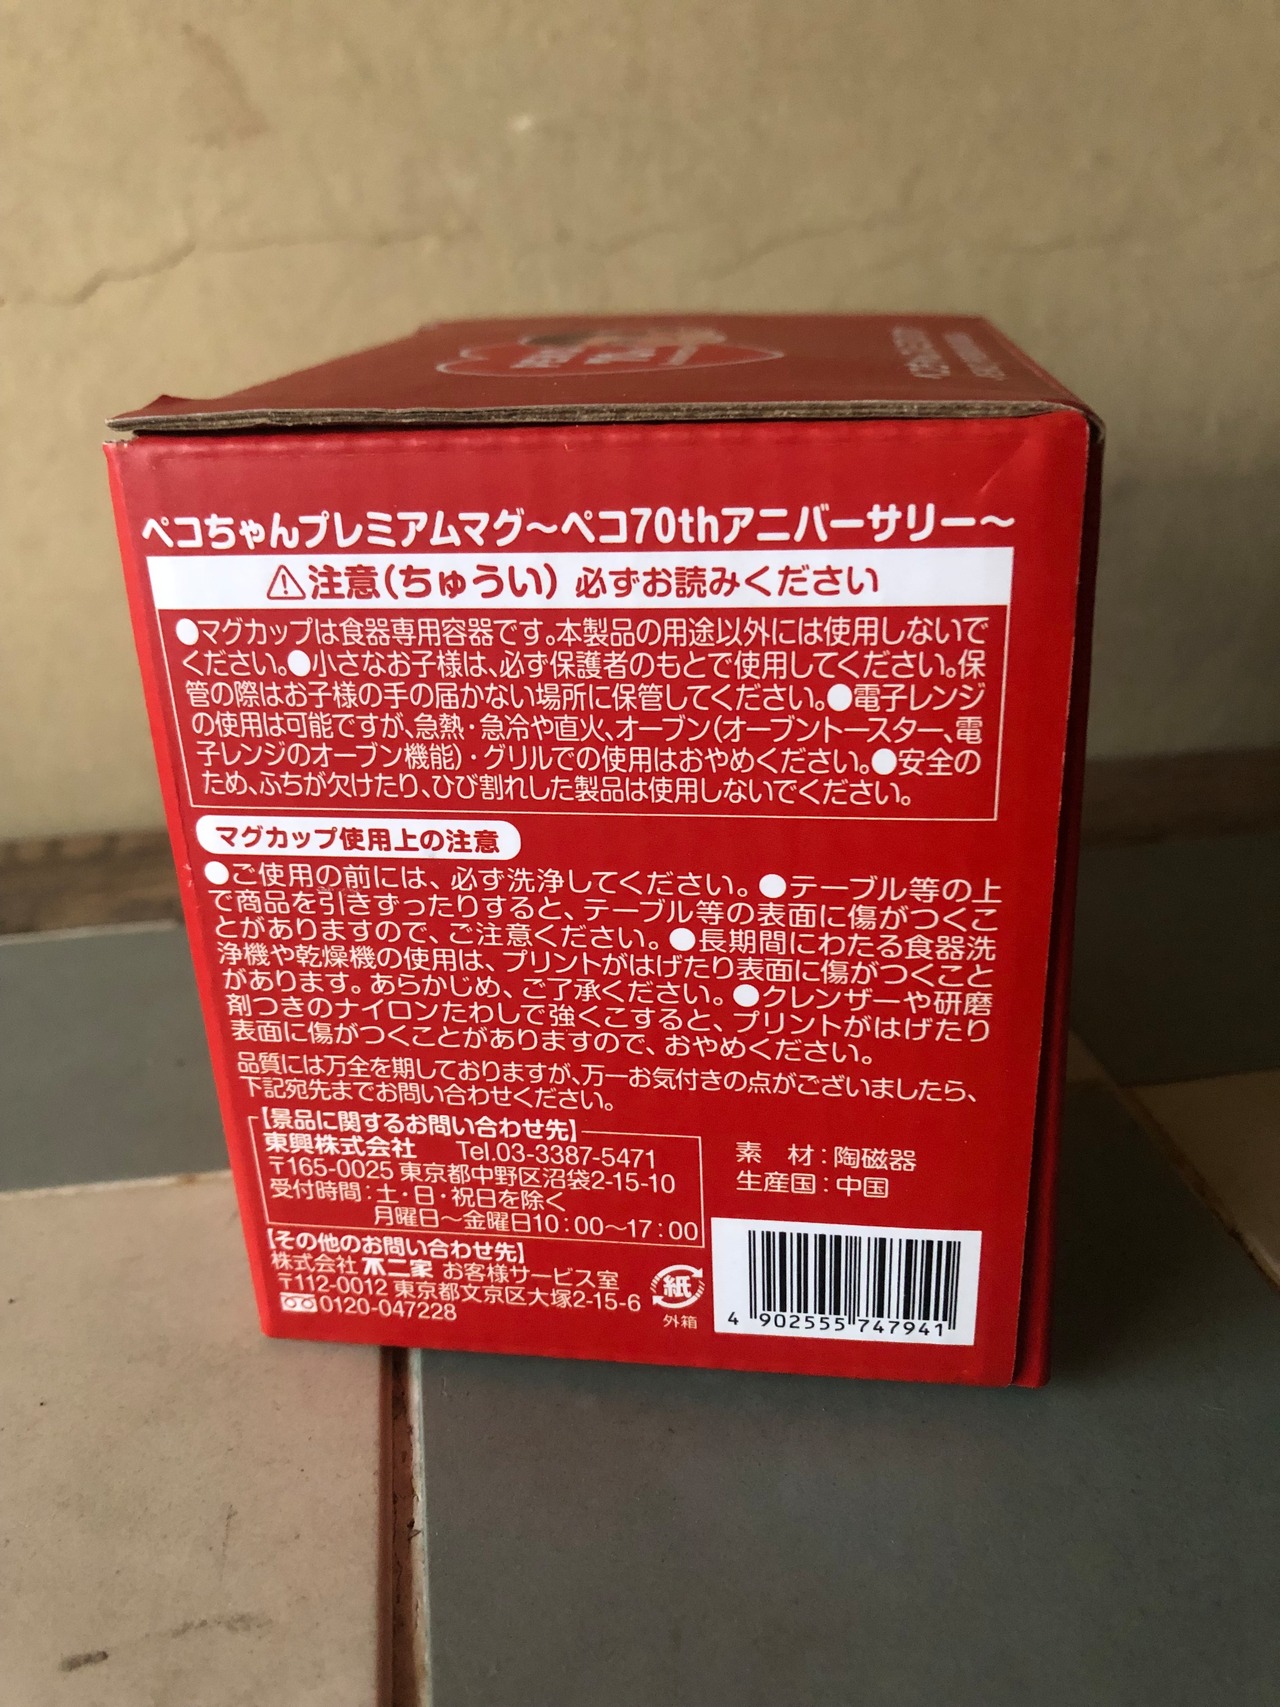 ペコちゃんプレミアムマグ～ペコ70thアニバーサリー～
⚠注意(ちゅうい) 必ずお読みください
●マグカップは食器専用容器です。本製品の用途以外には使用しないで
ください。●小さなお子様は、必ず保護者のもとで使用してください。保
管の際はお子様の手の届かない場所に保管してください。●電子レンジ
の使用は可能ですが、急熱・急冷や直火、オーブン(オーブントースター、電
子レンジのオーブン機能)・グリルでの使用はおやめください。●安全の
ため、ふちが欠けたり、ひび割れした製品は使用しないでください。
マグカップ使用上の注意
●ご使用の前には、必ず洗浄してください。●テーブル等の上
で商品を引きずったりすると、テーブル等の表面に傷がつくこ
とがありますので、ご注意ください。●長期間にわたる食器洗
浄機や乾燥機の使用は、プリントがはげたり表面に傷がつくこと
があります。あらかじめ、ご了承ください。●クレンザーや研磨
剤つきのナイロンたわしで強くこすると、プリントがはげたり
表面に傷がつくことがありますので、おやめください。
品質には万全を期しておりますが、万一お気付きの点がございましたら、
下記宛先までお問い合わせください。
【景品に関するお問い合わせ先】
東興株式会社 Tel.03-3387-5471
〒165-0025 東京都中野区沼袋2-15-10
受付時間：土・日・祝日を除く
月曜日～金曜日10：00～17：00
【その他のお問い合わせ先】
株式会社不二家 お客様サービス室
〒112-0012 東京都文京区大塚2-15-6
0120-047228
素 材：陶磁器
生産国：中国
紙
外箱
4 902555 747941